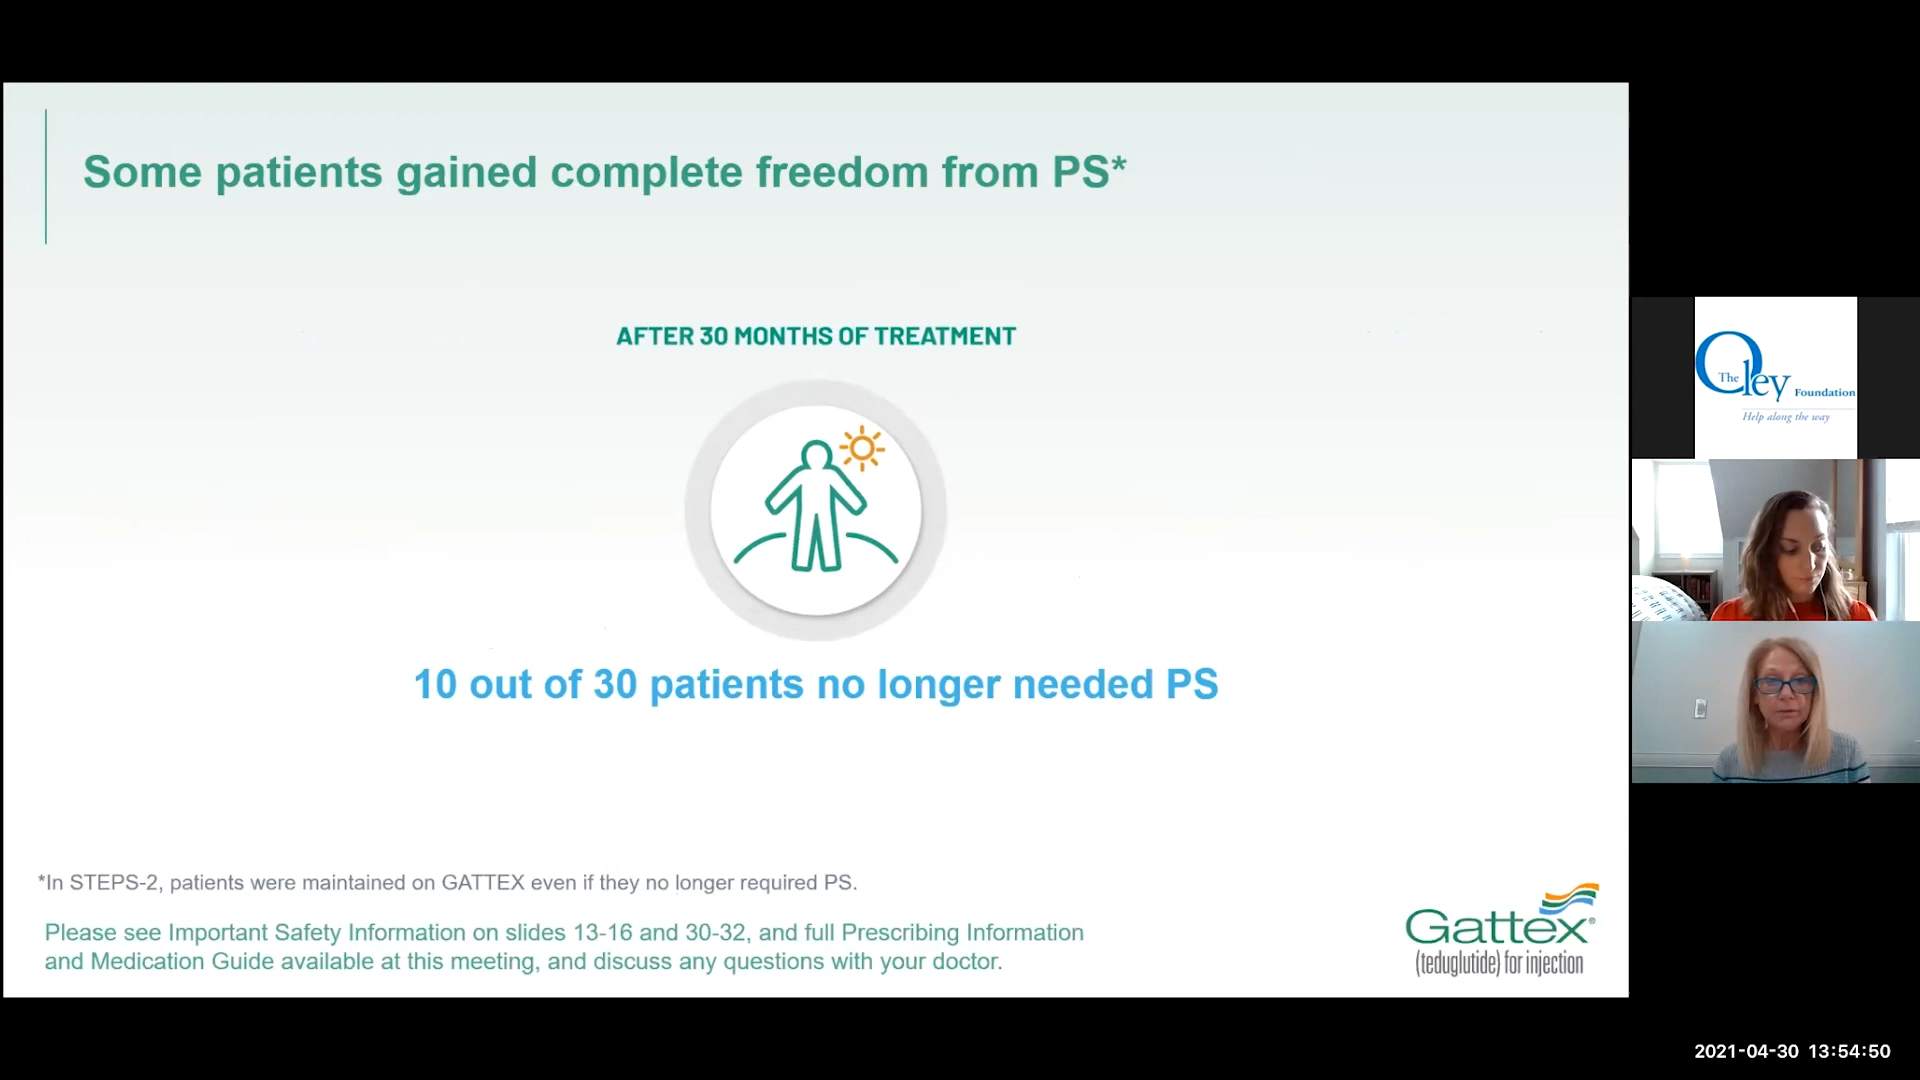 Some patients gained complete freedom from PS*
AFTER 30 MONTHS OF TREATMENT
10 out of 30 patients no longer needed PS
*In STEPS-2, patients were maintained on GATTEX even if they no longer required PS.
Please see Important Safety Information on slides 13-16 and 30-32, and full Prescribing Information
and Medication Guide available at this meeting, and discuss any questions with your doctor.
Gattex®
(teduglutide) for injection
The Oley Foundation
Help along the way
2021-04-30 13:54:50